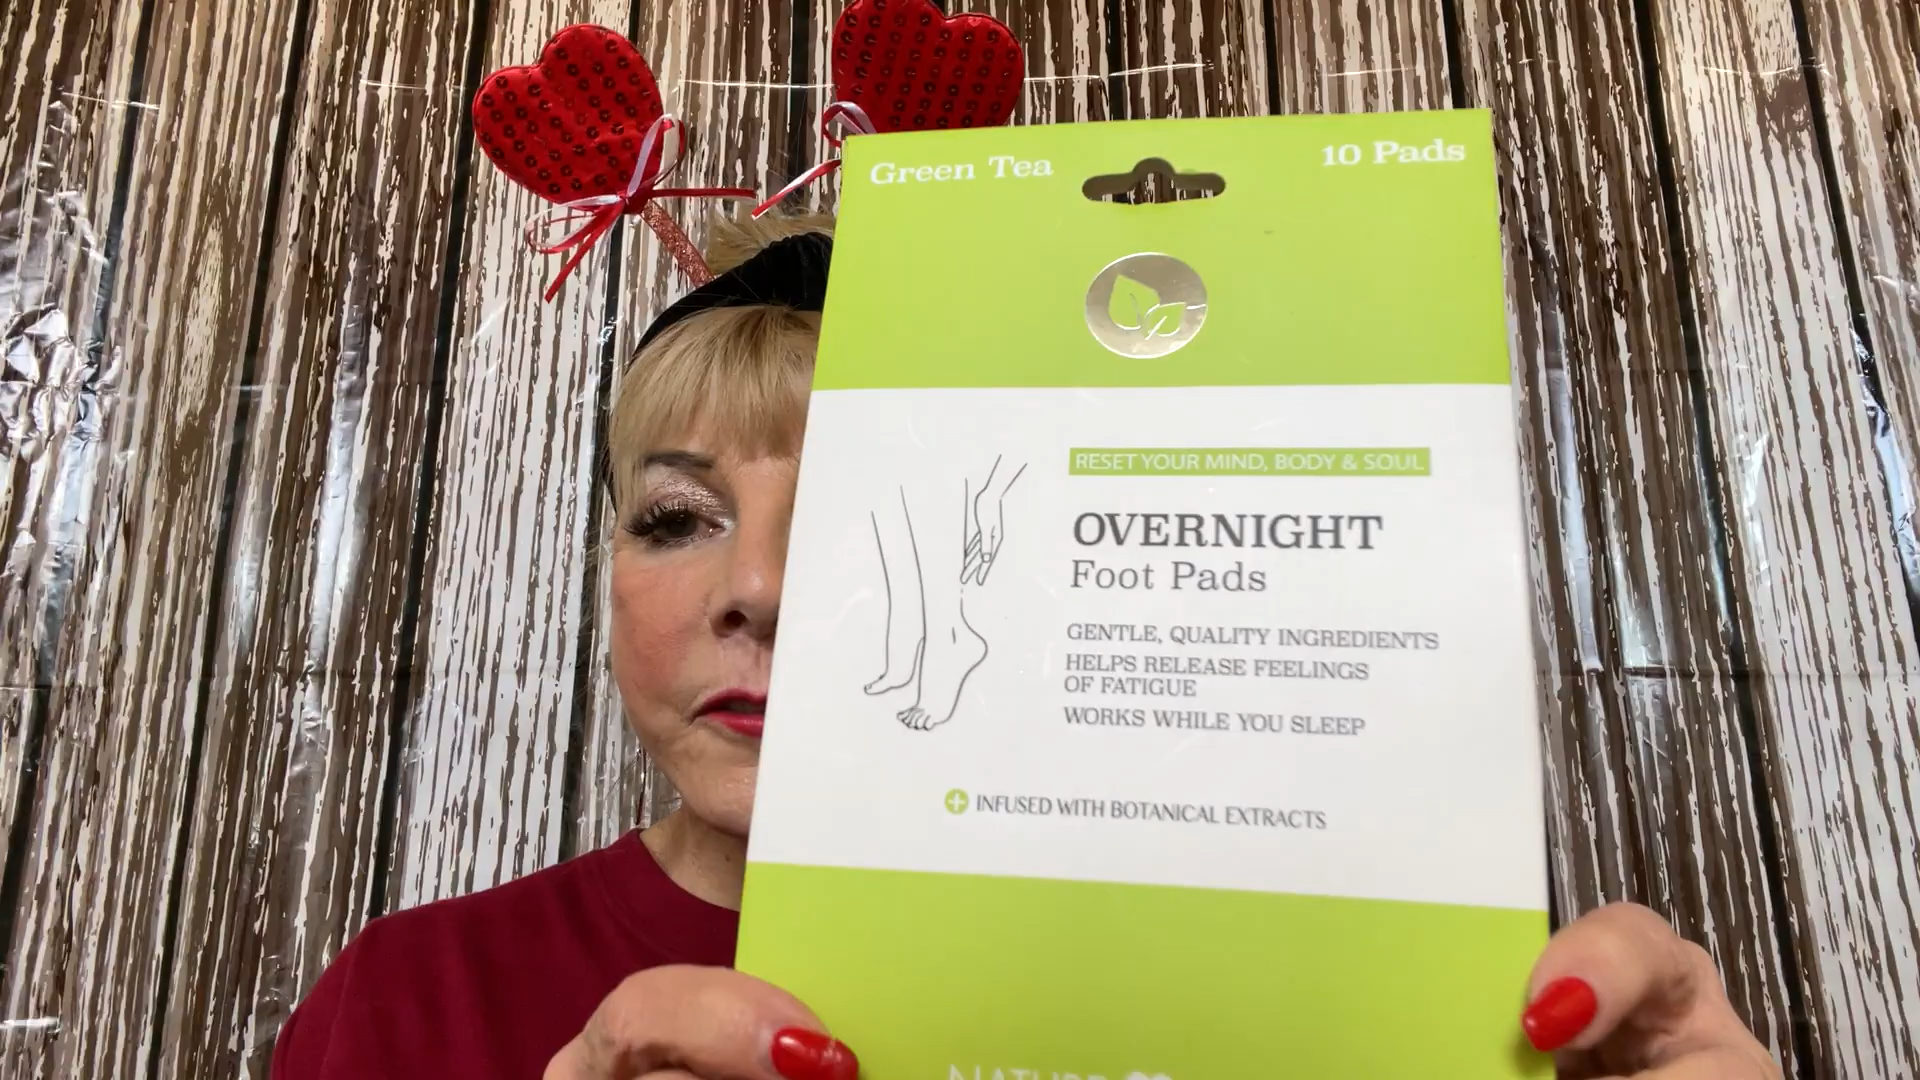 Green Tea
10 Pads
RESET YOUR MIND, BODY & SOUL
OVERNIGHT
Foot Pads
GENTLE, QUALITY INGREDIENTS
HELPS RELEASE FEELINGS
OF FATIGUE
WORKS WHILE YOU SLEEP
INFUSED WITH BOTANICAL EXTRACTS